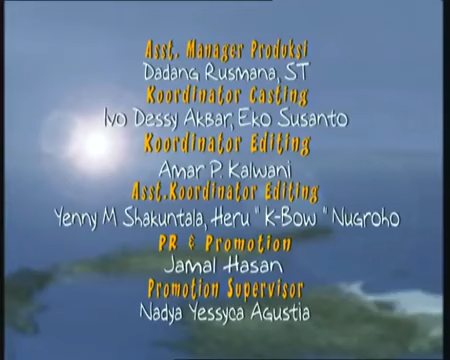 Asst. Manager Produksi
Dadang Rusmana, ST
Koordinator Casting
Ivo Dessy Akbar, Eko Susanto
Koordinator Editing
Amar P. Kalwani
Asst.Koordinator Editing
Yenny M Shakuntala, Heru " K-Bow " Nugroho
PR & Promotion
Jamal Hasan
Promotion Supervisor
Nadya Yessyca Agustia